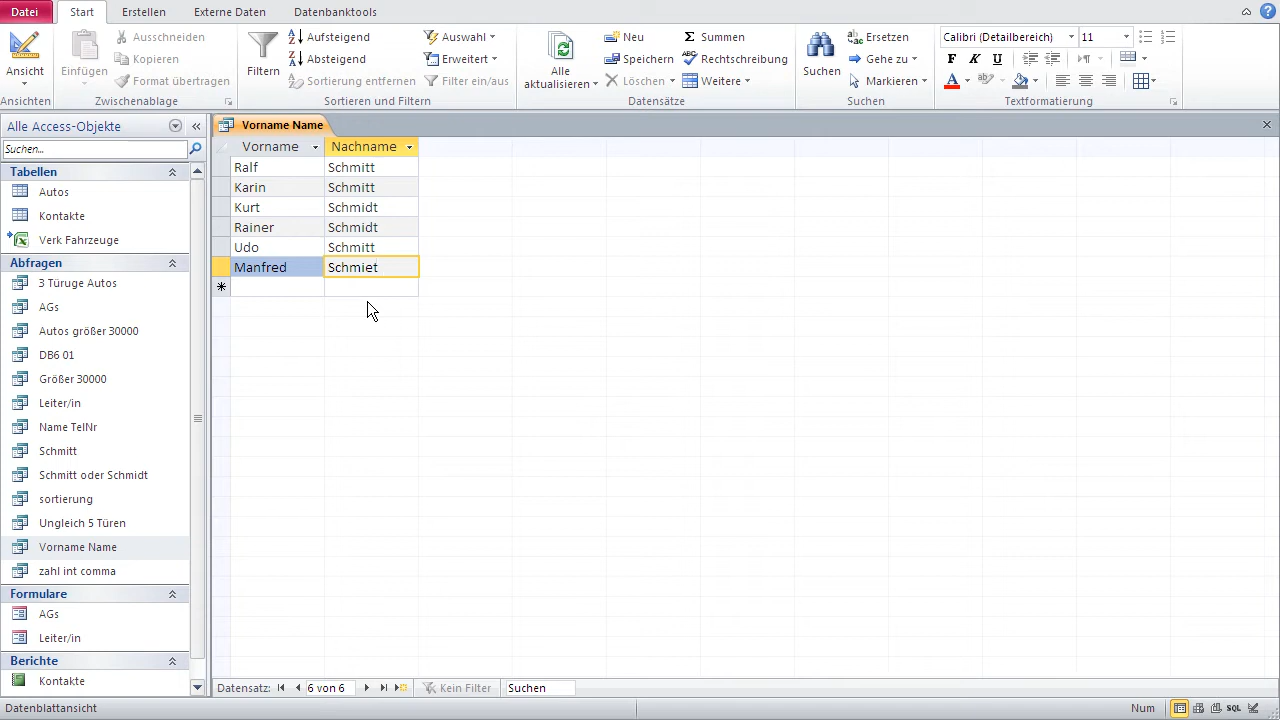 Datei Start Erstellen Externe Daten Datenbanktools
Ansicht
Ansichten
Einfügen
Ausschneiden
Kopieren
Format übertragen
Zwischenablage
Filtern
Aufsteigend
Absteigend
Sortierung entfernen
Auswahl
Erweitert
Filter ein/aus
Sortieren und Filtern
Alle aktualisieren
Neu
Speichern
Löschen
Summen
Rechtschreibung
Weitere
Datensätze
Suchen
Ersetzen
Gehe zu
Markieren
Suchen
Calibri (Detailbereich) 11
F K U
Textformatierung
Alle Access-Objekte
Suchen...
Tabellen
Autos
Kontakte
Verk Fahrzeuge
Abfragen
3 Türuge Autos
AGs
Autos größer 30000
DB6 01
Größer 30000
Leiter/in
Name TelNr
Schmitt
Schmitt oder Schmidt
sortierung
Ungleich 5 Türen
Vorname Name
zahl int comma
Formulare
AGs
Leiter/in
Berichte
Kontakte
Vorname Name
Vorname Nachname
Ralf Schmitt
Karin Schmitt
Kurt Schmidt
Rainer Schmidt
Udo Schmitt
Manfred Schmiet
Datensatz: 6 von 6 Kein Filter Suchen
Datenblattansicht Num SQL